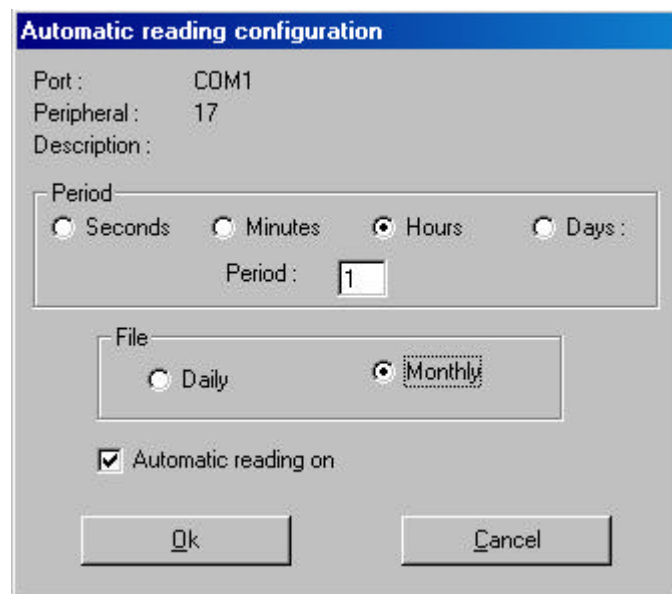 Automatic reading configuration
Port : COM1
Peripheral : 17
Description :
Period
Seconds Minutes Hours Days :
Period : 1
File
Daily Monthly
Automatic reading on
Ok Cancel